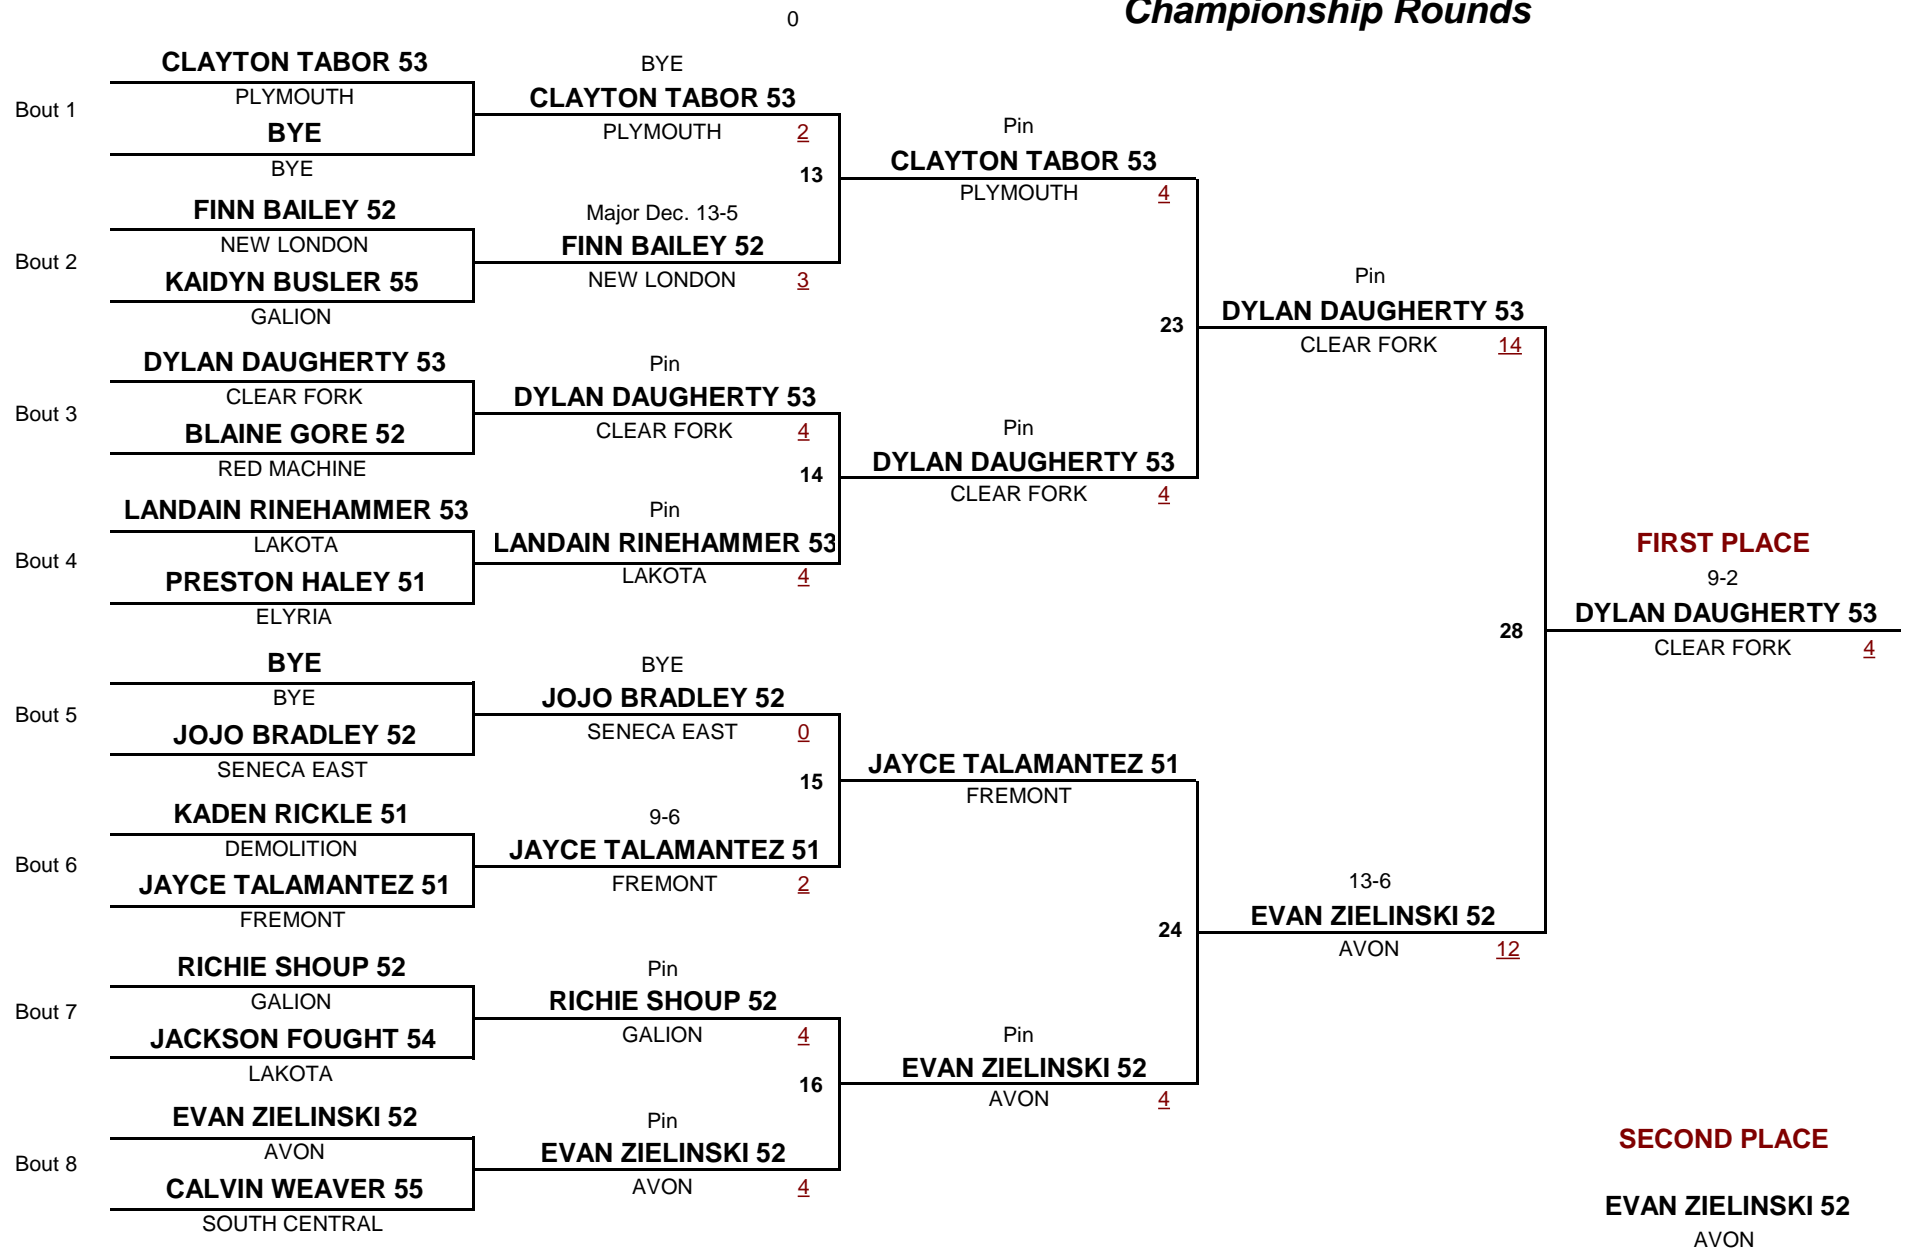 Championship Rounds
0
CLAYTON TABOR 53
PLYMOUTH
Bout 1
BYE
BYE
FINN BAILEY 52
NEW LONDON
Bout 2
KAIDYN BUSLER 55
GALION
DYLAN DAUGHERTY 53
CLEAR FORK
Bout 3
BLAINE GORE 52
RED MACHINE
LANDAIN RINEHAMMER 53
LAKOTA
Bout 4
PRESTON HALEY 51
ELYRIA
BYE
BYE
Bout 5
JOJO BRADLEY 52
SENECA EAST
KADEN RICKLE 51
DEMOLITION
Bout 6
JAYCE TALAMANTEZ 51
FREMONT
RICHIE SHOUP 52
GALION
Bout 7
JACKSON FOUGHT 54
LAKOTA
EVAN ZIELINSKI 52
AVON
Bout 8
CALVIN WEAVER 55
SOUTH CENTRAL
BYE
CLAYTON TABOR 53
PLYMOUTH 2
13
Major Dec. 13-5
FINN BAILEY 52
NEW LONDON 3
Pin
DYLAN DAUGHERTY 53
CLEAR FORK 4
14
Pin
LANDAIN RINEHAMMER 53
LAKOTA 4
BYE
JOJO BRADLEY 52
SENECA EAST 0
15
9-6
JAYCE TALAMANTEZ 51
FREMONT 2
Pin
RICHIE SHOUP 52
GALION 4
16
Pin
EVAN ZIELINSKI 52
AVON 4
Pin
CLAYTON TABOR 53
PLYMOUTH 4
23
Pin
DYLAN DAUGHERTY 53
CLEAR FORK 4
JAYCE TALAMANTEZ 51
FREMONT
24
Pin
EVAN ZIELINSKI 52
AVON 4
Pin
DYLAN DAUGHERTY 53
CLEAR FORK 14
28
13-6
EVAN ZIELINSKI 52
AVON 12
FIRST PLACE
9-2
DYLAN DAUGHERTY 53
CLEAR FORK 4
SECOND PLACE
EVAN ZIELINSKI 52
AVON